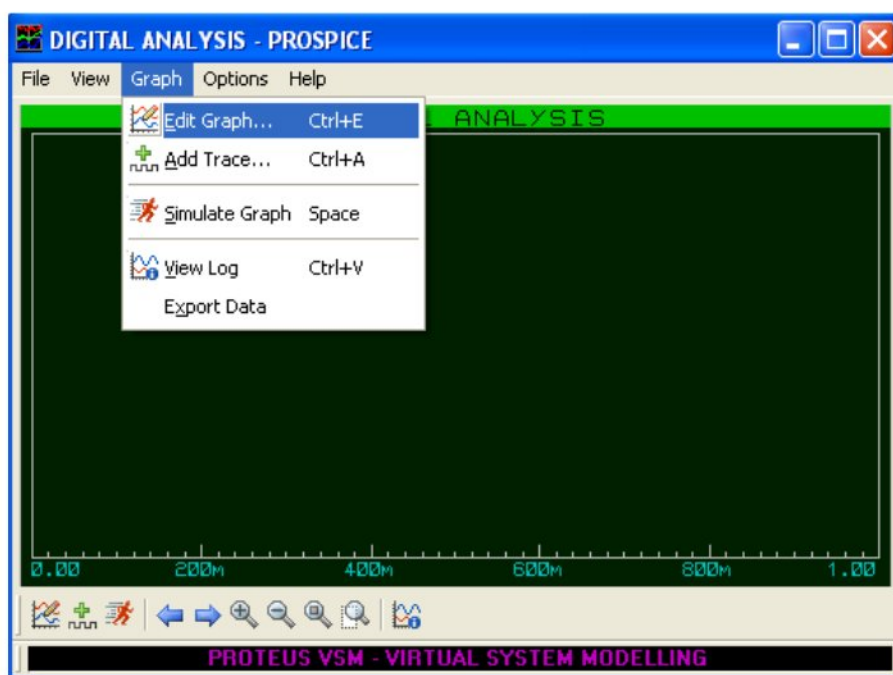 DIGITAL ANALYSIS - PROSPICE
File View Graph Options Help
ANALYSIS
Edit Graph... Ctrl+E
Add Trace... Ctrl+A
Simulate Graph Space
View Log Ctrl+V
Export Data
0.00 200m 400m 600m 800m 1.00
PROTEUS VSM - VIRTUAL SYSTEM MODELLING